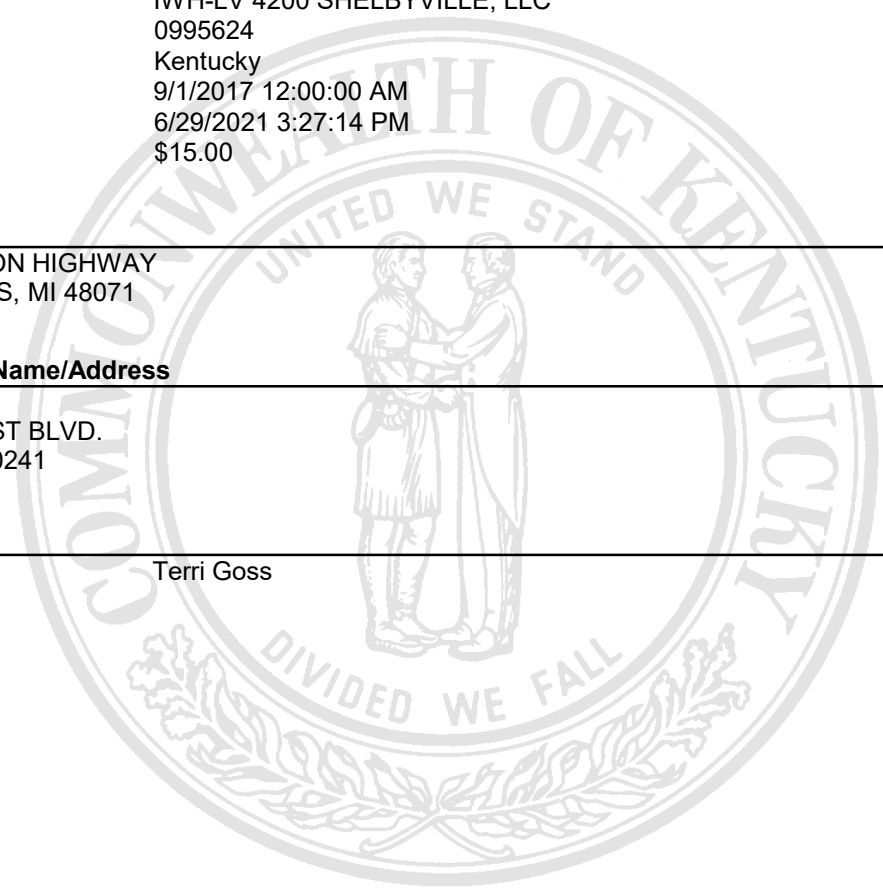 IWH-LV 4200 SHELBYVILLE, LLC
0995624
Kentucky
9/1/2017 12:00:00 AM
6/29/2021 3:27:14 PM
$15.00
COMMONWEALTH OF KENTUCKY
UNITED WE STAND
ON HIGHWAY
S, MI 48071
Name/Address
ST BLVD.
0241
Terri Goss
DIVIDED WE FALL